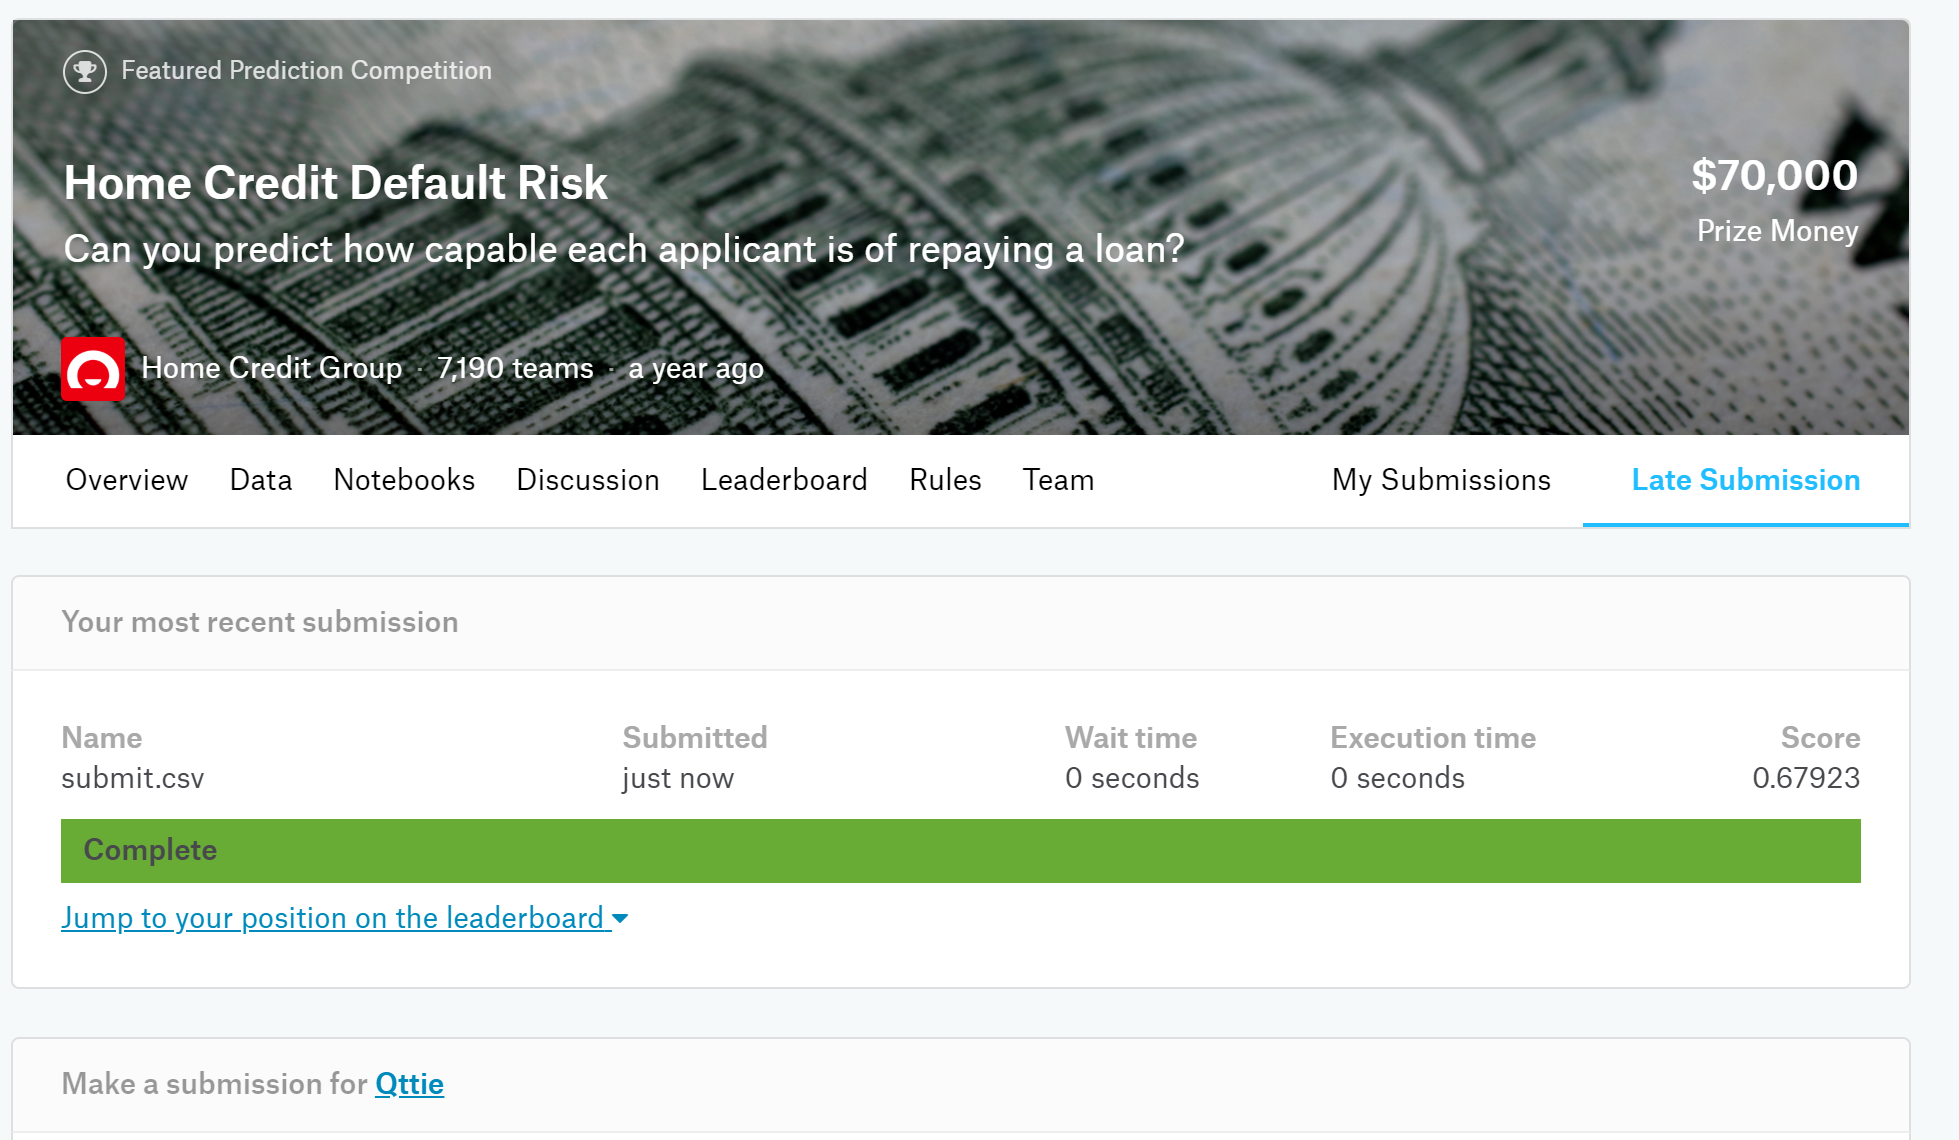 Featured Prediction Competition
Home Credit Default Risk
Can you predict how capable each applicant is of repaying a loan?
$70,000
Prize Money
Home Credit Group · 7,190 teams · a year ago
Overview Data Notebooks Discussion Leaderboard Rules Team My Submissions Late Submission
Your most recent submission
Name Submitted Wait time Execution time Score
submit.csv just now 0 seconds 0 seconds 0.67923
Complete
Jump to your position on the leaderboard
Make a submission for Qttie